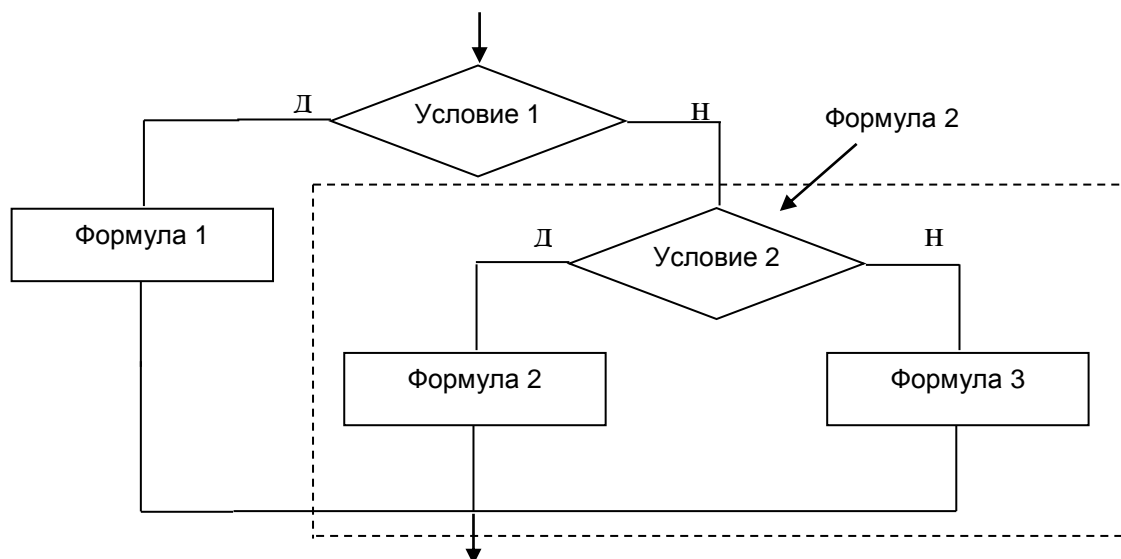 Д
Условие 1
Н
Формула 2
Формула 1
Д
Условие 2
Н
Формула 2
Формула 3